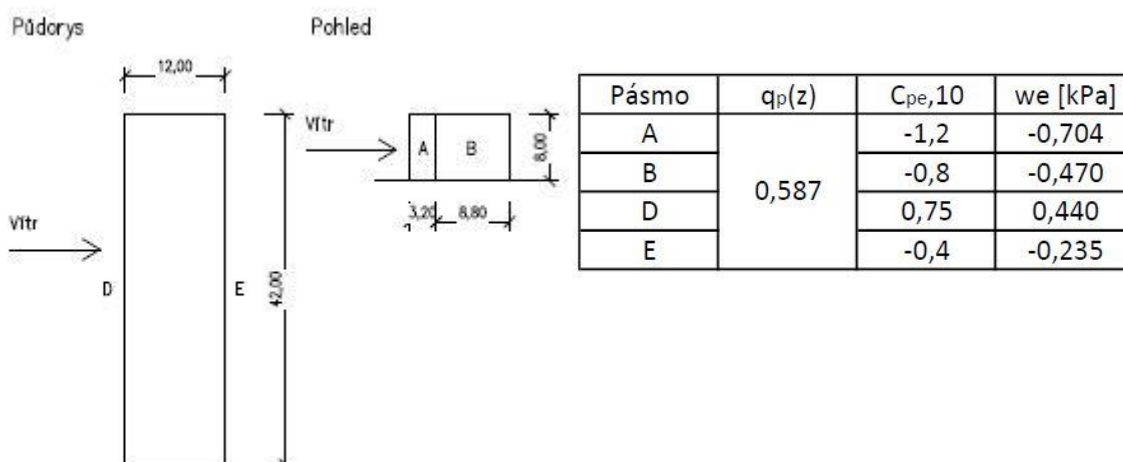 Půdorys
12,00
Vítr
D
E
42,00
Pohled
Vítr
A
B
8,00
3,20
8,80
Pásmo qp(z) Cpe,10 we [kPa]
A 0,587 -1,2 -0,704
B -0,8 -0,470
D 0,75 0,440
E -0,4 -0,235